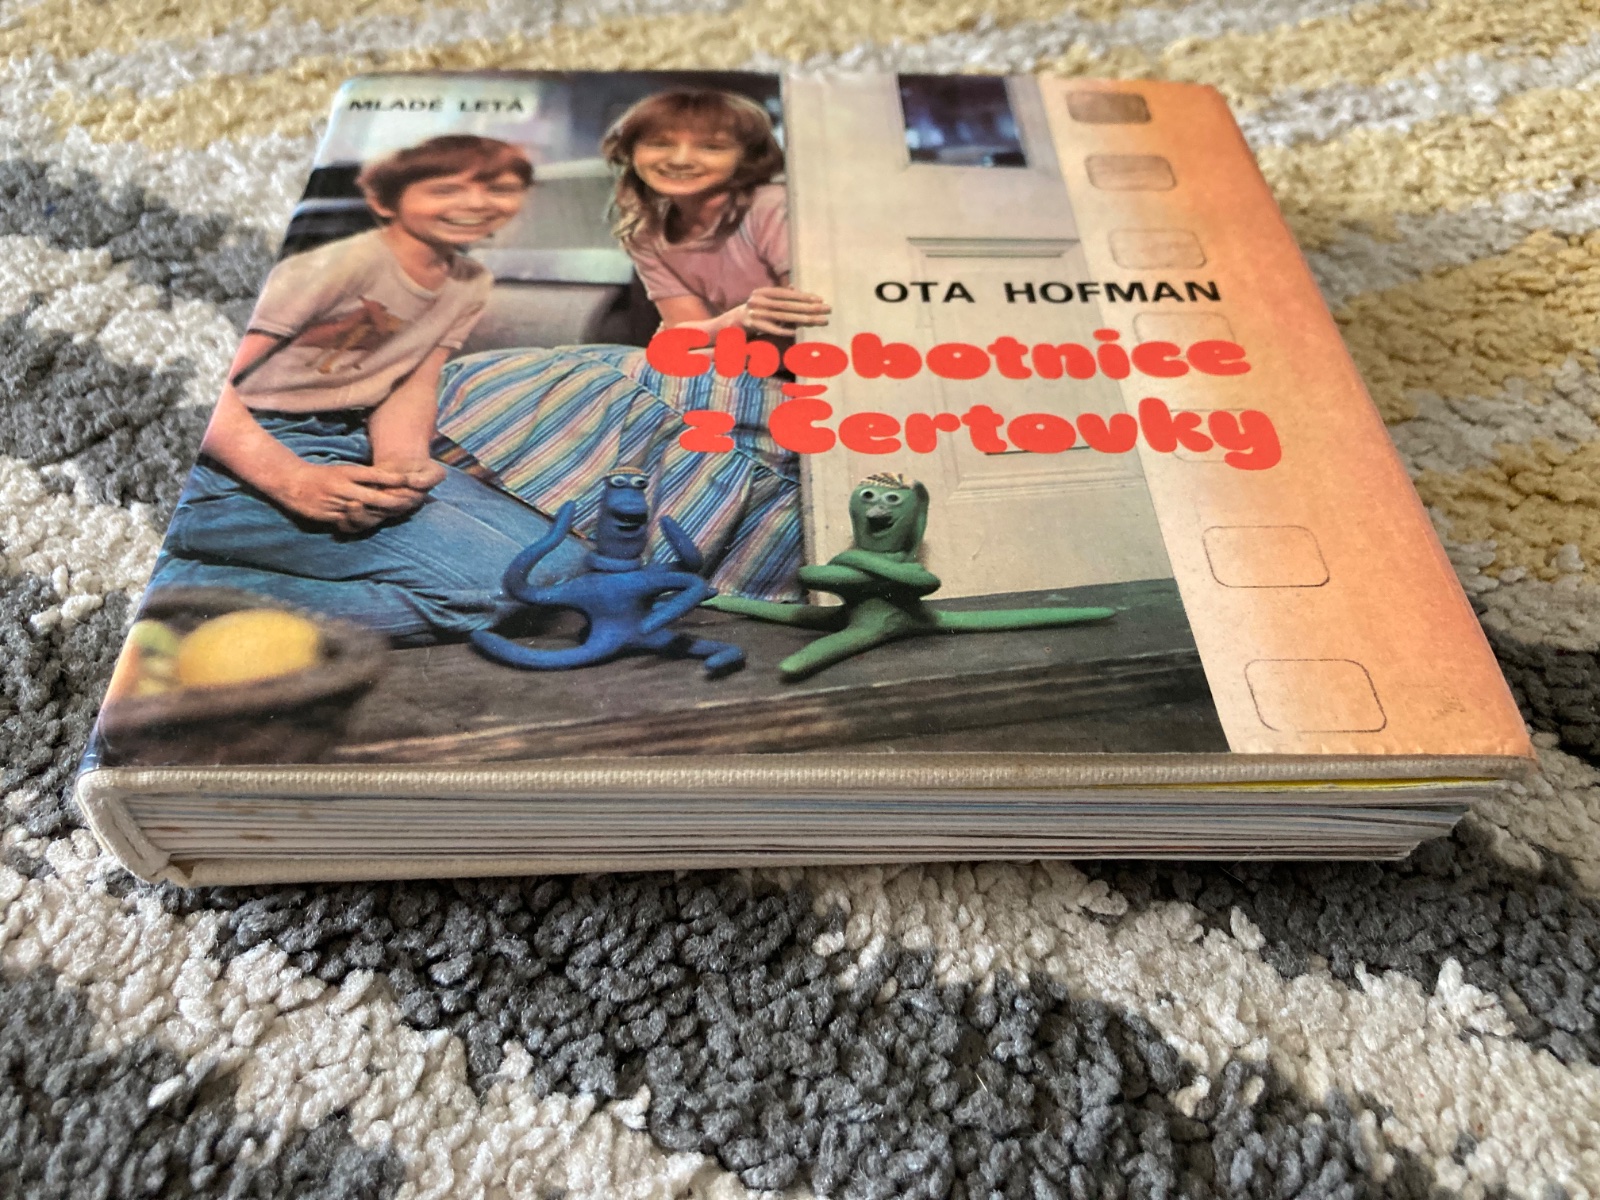 MLADÉ LETÁ
OTA HOFMAN
Chobotnice
z Čertovky